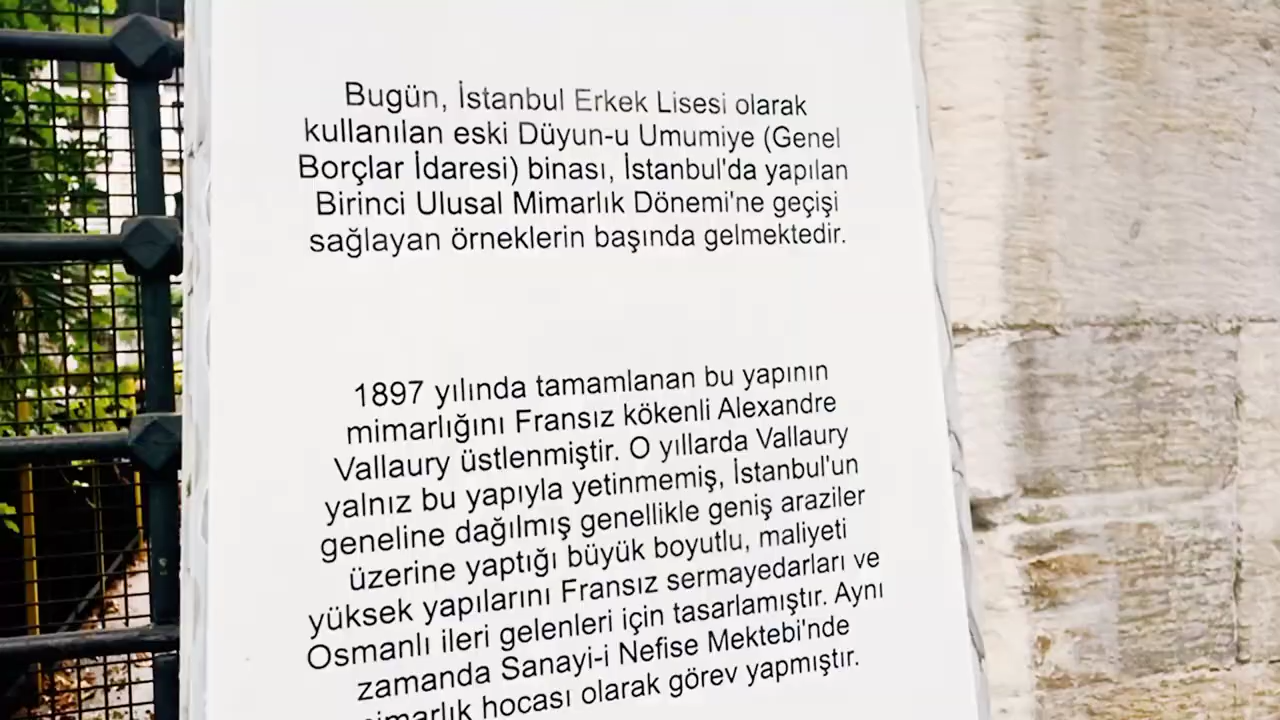 Bugün, İstanbul Erkek Lisesi olarak
kullanılan eski Düyun-u Umumiye (Genel
Borçlar İdaresi) binası, İstanbul'da yapılan
Birinci Ulusal Mimarlık Dönemi'ne geçişi
sağlayan örneklerin başında gelmektedir.
1897 yılında tamamlanan bu yapının
mimarlığını Fransız kökenli Alexandre
Vallaury üstlenmiştir. O yıllarda Vallaury
yalnız bu yapıyla yetinmemiş, İstanbul'un
geneline dağılmış genellikle geniş araziler
üzerine yaptığı büyük boyutlu, maliyeti
yüksek yapılarını Fransız sermayedarları ve
Osmanlı ileri gelenleri için tasarlamıştır. Aynı
zamanda Sanayi-i Nefise Mektebi'nde
mimarlık hocası olarak görev yapmıştır.